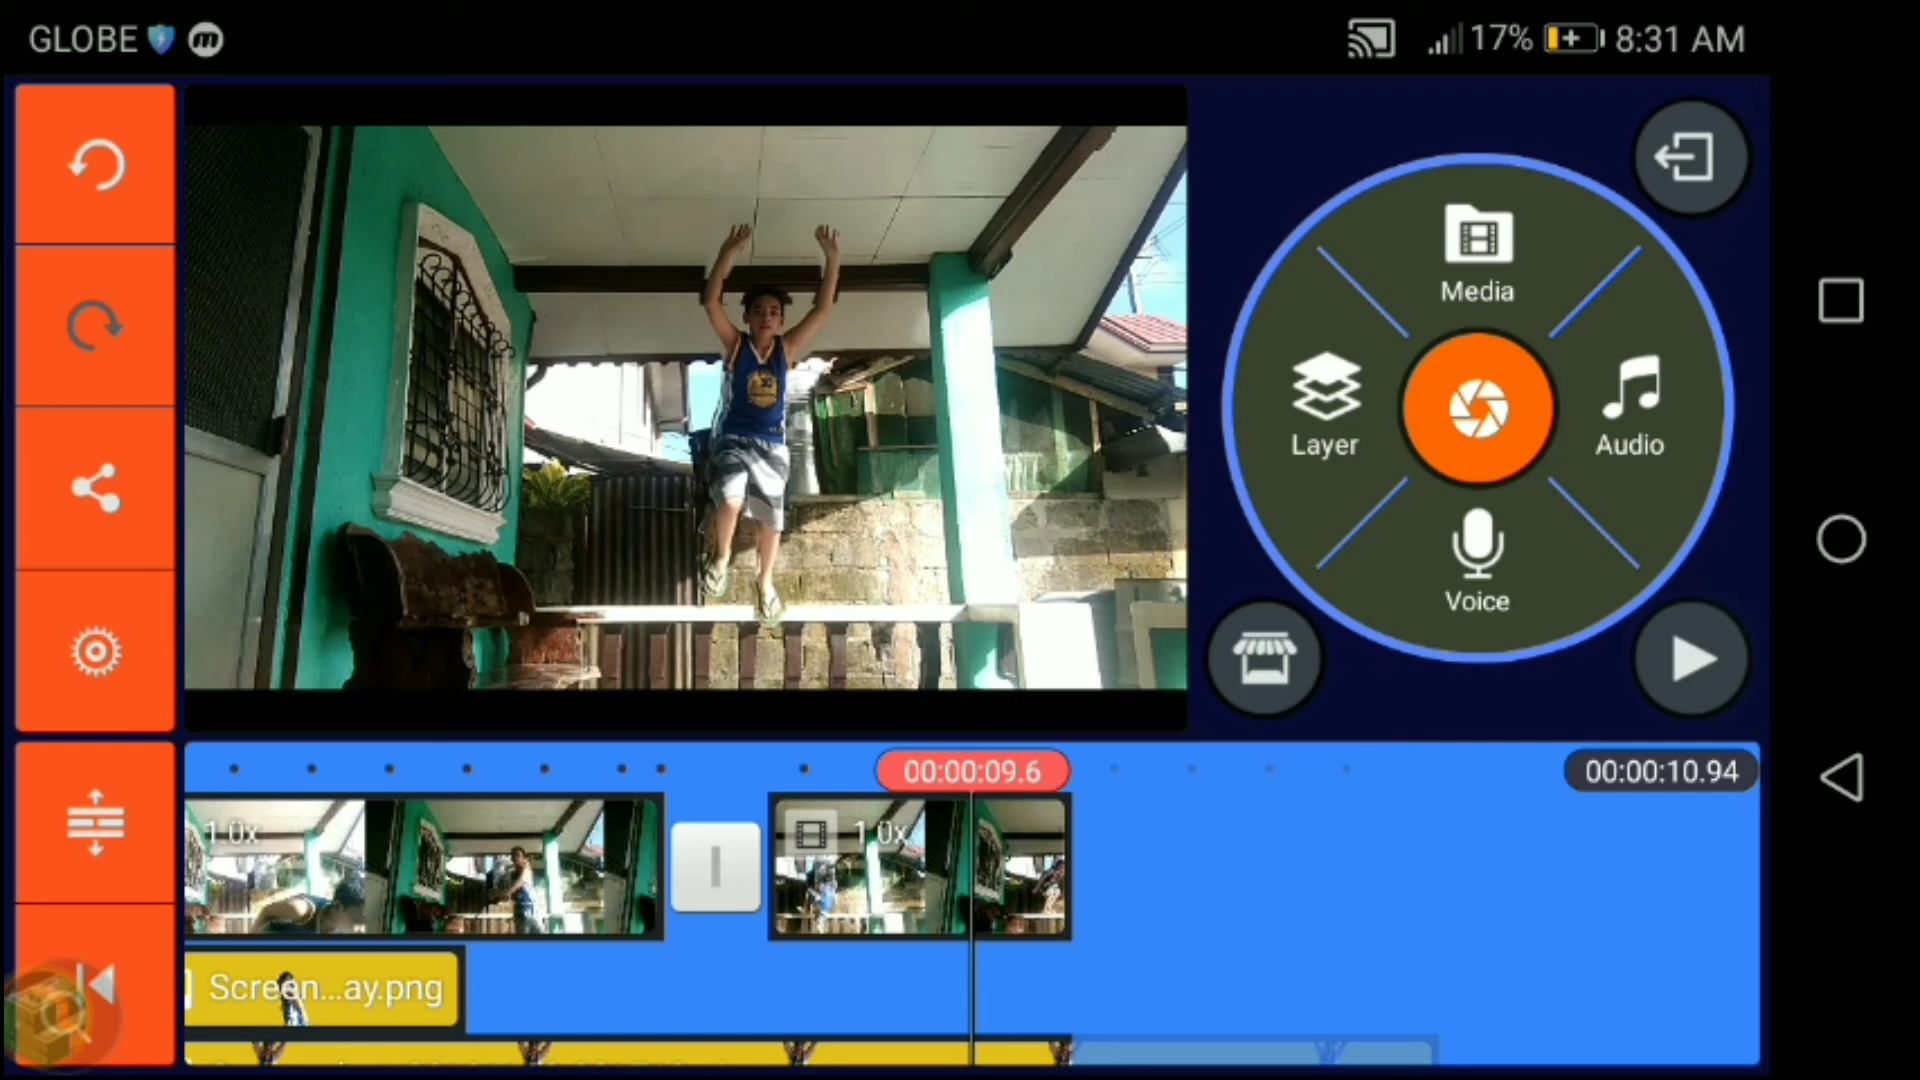 GLOBE
17%
8:31 AM
Media
Layer
Audio
Voice
00:00:09.6
00:00:10.94
1.0x
1.0x
Screen...ay.png
30